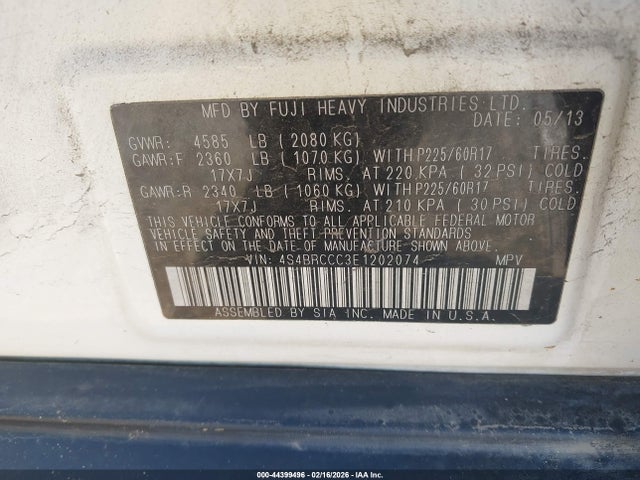 MFD BY FUJI HEAVY INDUSTRIES LTD.
DATE: 05/13
GVWR: 4585 LB ( 2080 KG)
GAWR:F 2360 LB ( 1070 KG) WITH P225/60R17 TIRES.
17X7J RIMS. AT 220 KPA ( 32 PSI) COLD
GAWR:R 2340 LB ( 1060 KG) WITH P225/60R17 TIRES.
17X7J RIMS. AT 210 KPA ( 30 PSI) COLD
THIS VEHICLE CONFORMS TO ALL APPLICABLE FEDERAL MOTOR
VEHICLE SAFETY AND THEFT PREVENTION STANDARDS
IN EFFECT ON THE DATE OF MANUFACTURE SHOWN ABOVE.
VIN: 4S4BRCCC3E1202074 MPV
ASSEMBLED BY SIA INC. MADE IN U.S.A.
000-44399496 - 02/16/2026 - IAA Inc.